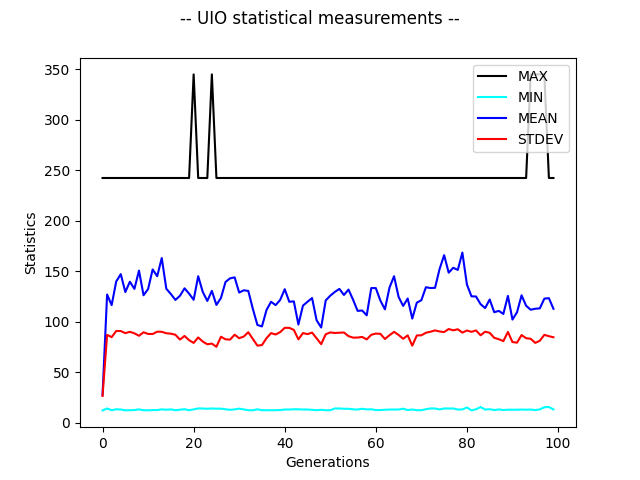 -- UIO statistical measurements --
350
300
250
200
150
100
50
0
Statistics
MAX
MIN
MEAN
STDEV
0 20 40 60 80 100
Generations